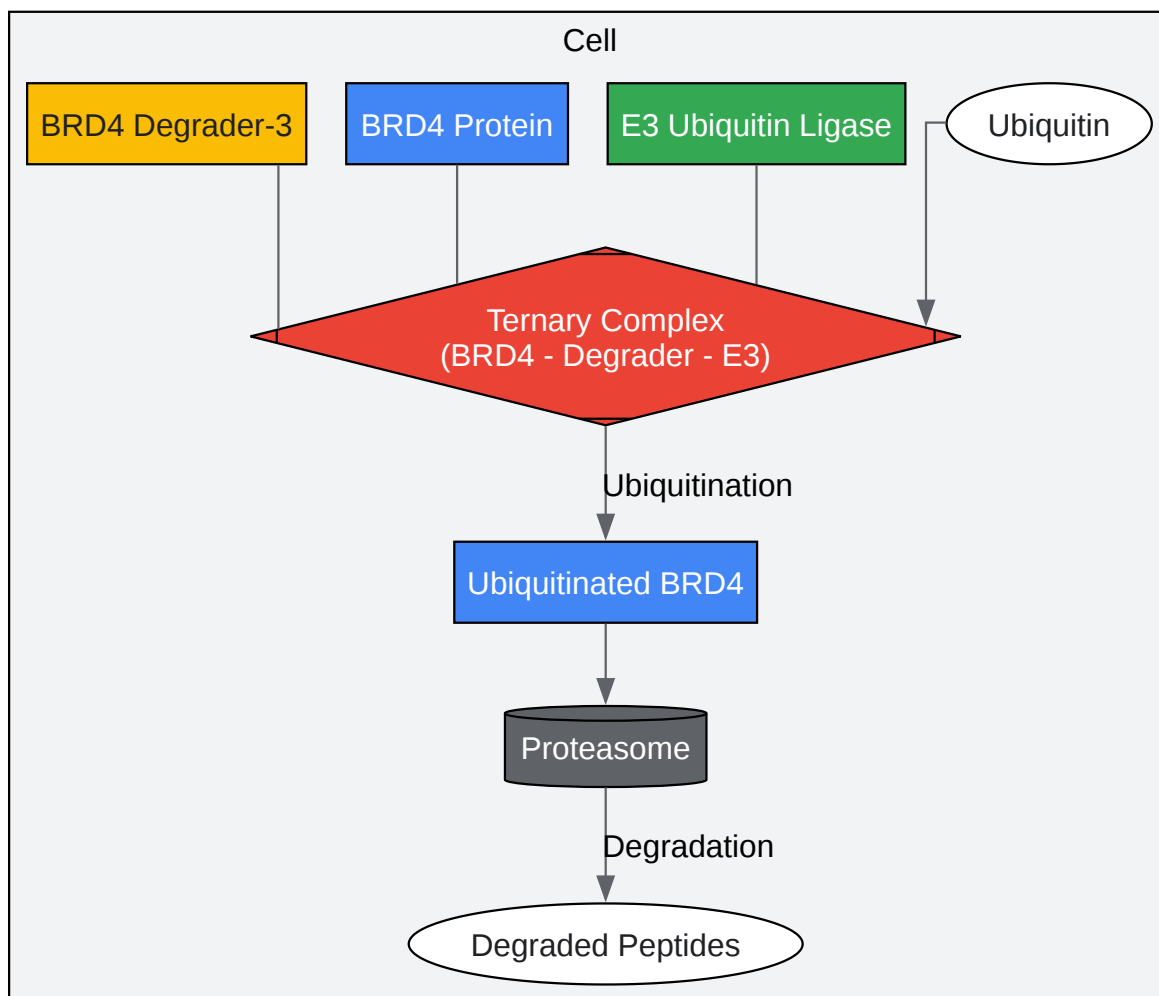 Cell
BRD4 Degrader-3
BRD4 Protein
E3 Ubiquitin Ligase
Ubiquitin
Ternary Complex
(BRD4 - Degrader - E3)
Ubiquitination
Ubiquitinated BRD4
Proteasome
Degradation
Degraded Peptides